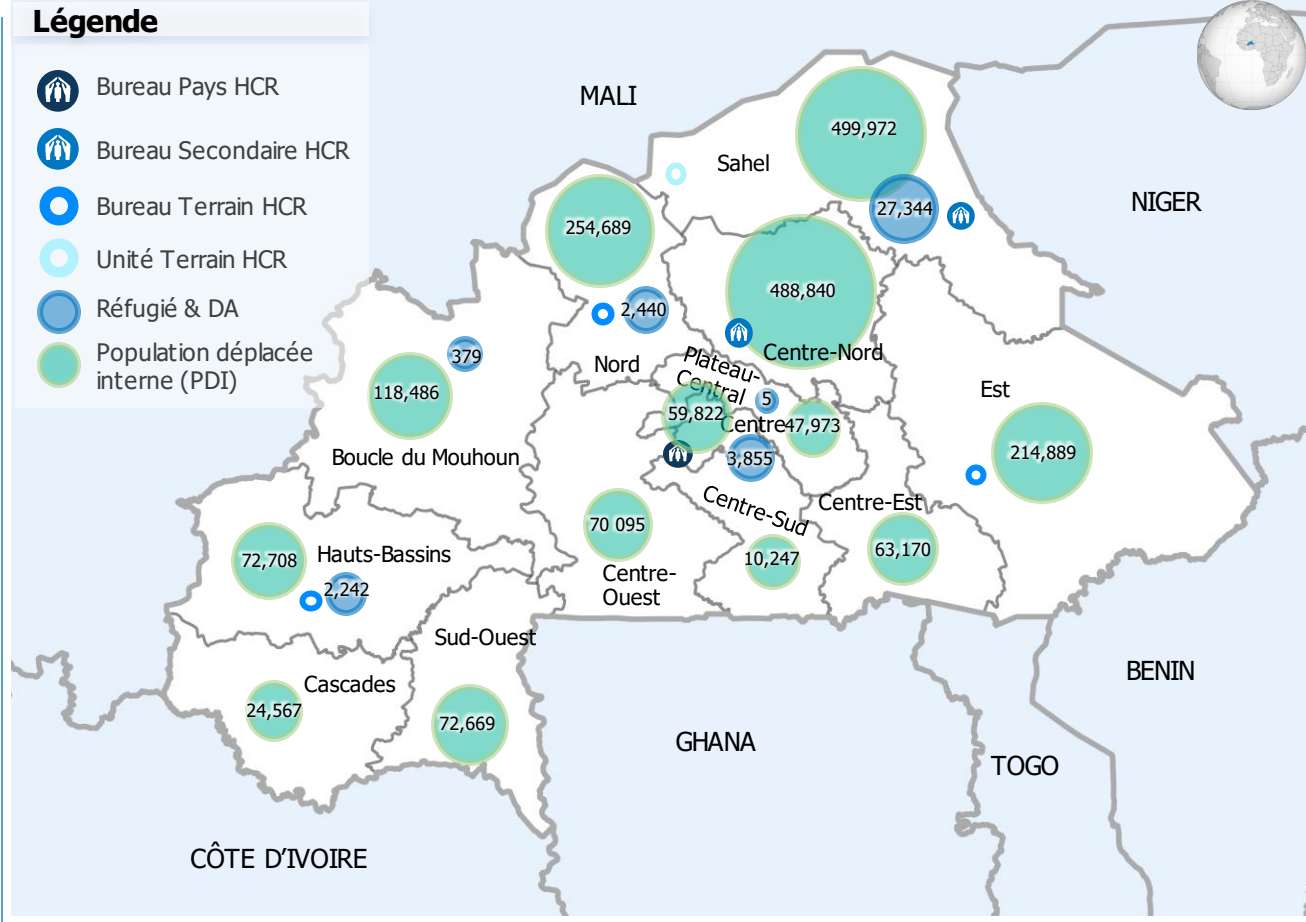 Légende
Bureau Pays HCR
Bureau Secondaire HCR
Bureau Terrain HCR
Unité Terrain HCR
Réfugié & DA
Population déplacée
interne (PDI)
MALI
499,972
Sahel
27,344
NIGER
254,689
2,440
488,840
Nord
Centre-Nord
379
118,486
Boucle du Mouhoun
Plateau-
Central
5
59,822
Centre
47,973
3,855
Est
214,889
Centre-Sud
Centre-Est
70 095
10,247
63,170
Centre-
Ouest
72,708
Hauts-Bassins
2,242
Sud-Ouest
Cascades
24,567
72,669
BENIN
GHANA
TOGO
CÔTE D'IVOIRE